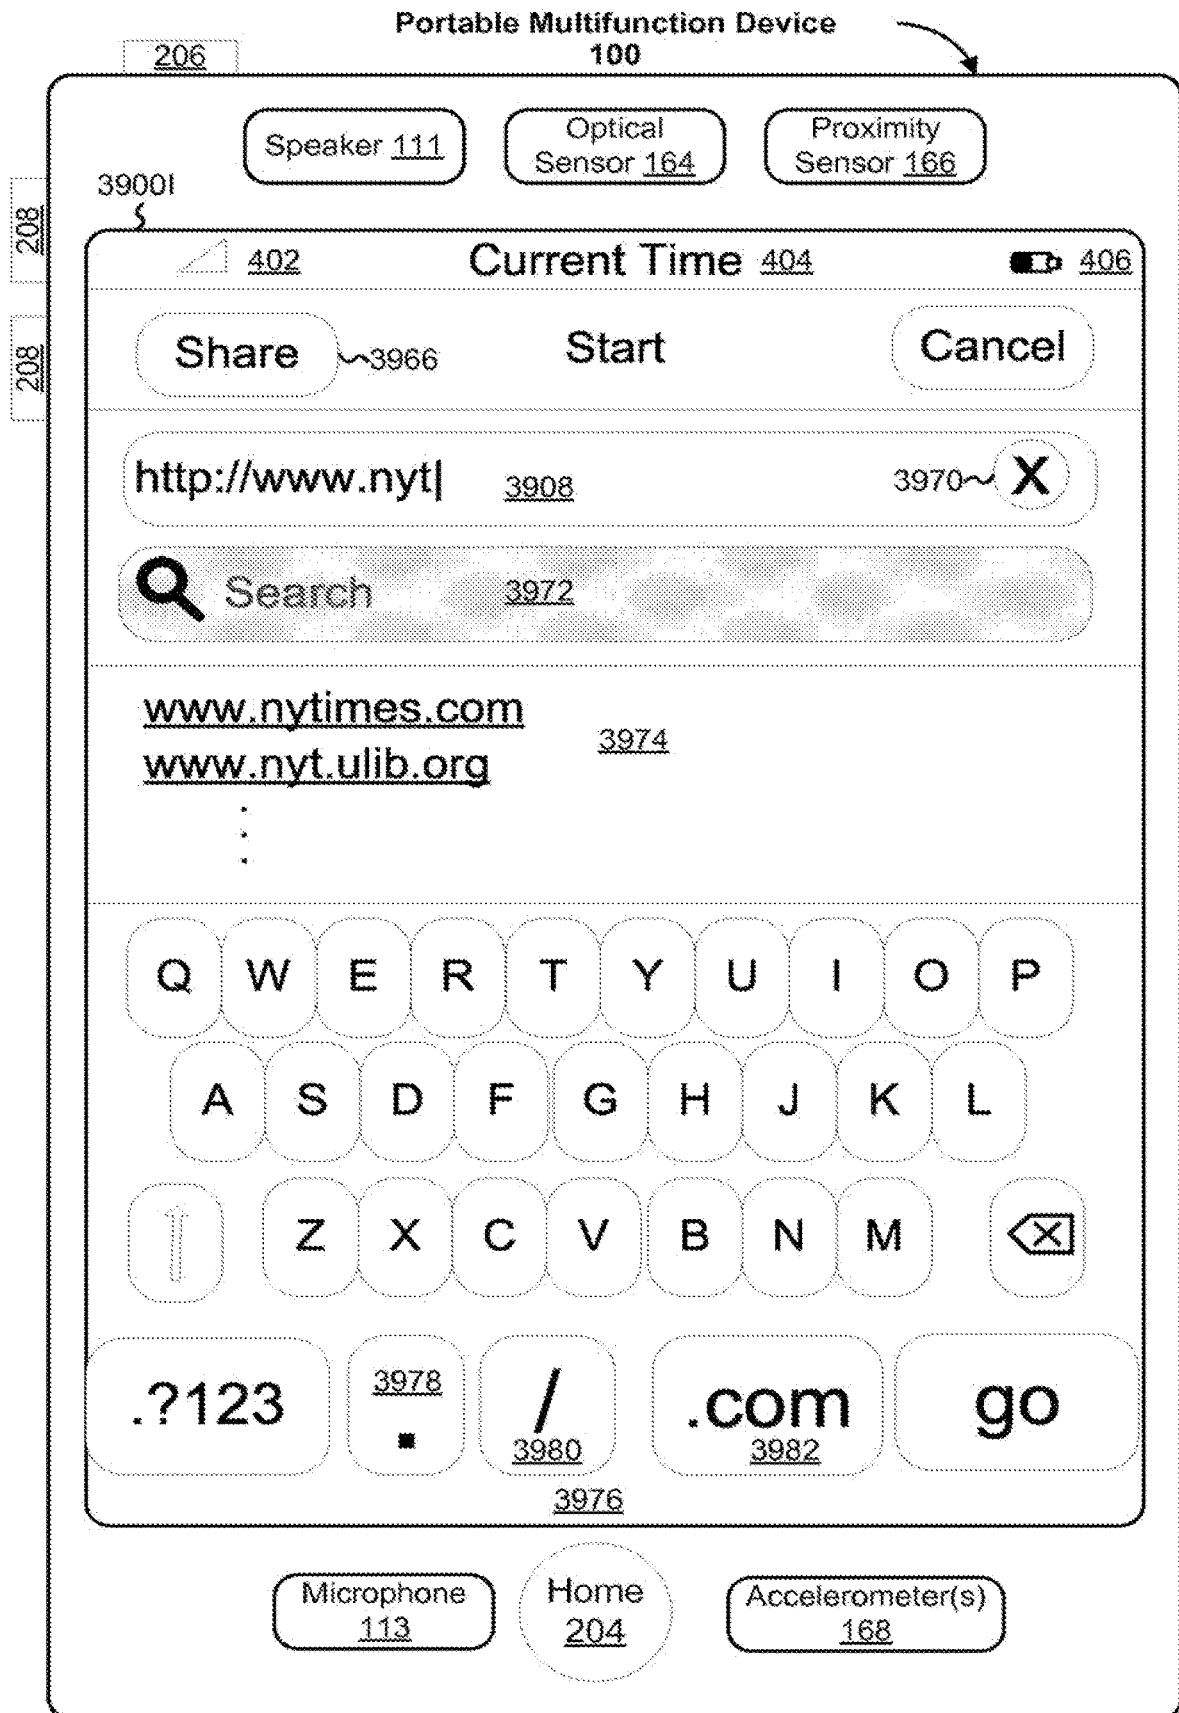 Portable Multifunction Device
100
206
Speaker 111
Optical
Sensor 164
Proximity
Sensor 166
3900I
208
208
402 Current Time 404 406
Share 3966 Start Cancel
http://www.nyt| 3908 3970 X
Search 3972
www.nytimes.com
3974
www.nyt.ulib.org
Q W E R T Y U I O P
A S D F G H J K L
Z X C V B N M
.?123 3978 . / 3980 .com 3982 go
3976
Microphone
113
Home
204
Accelerometer(s)
168